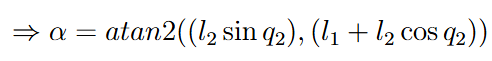 ⇒ α = atan2((l₂ sin q₂), (l₁ + l₂ cos q₂))